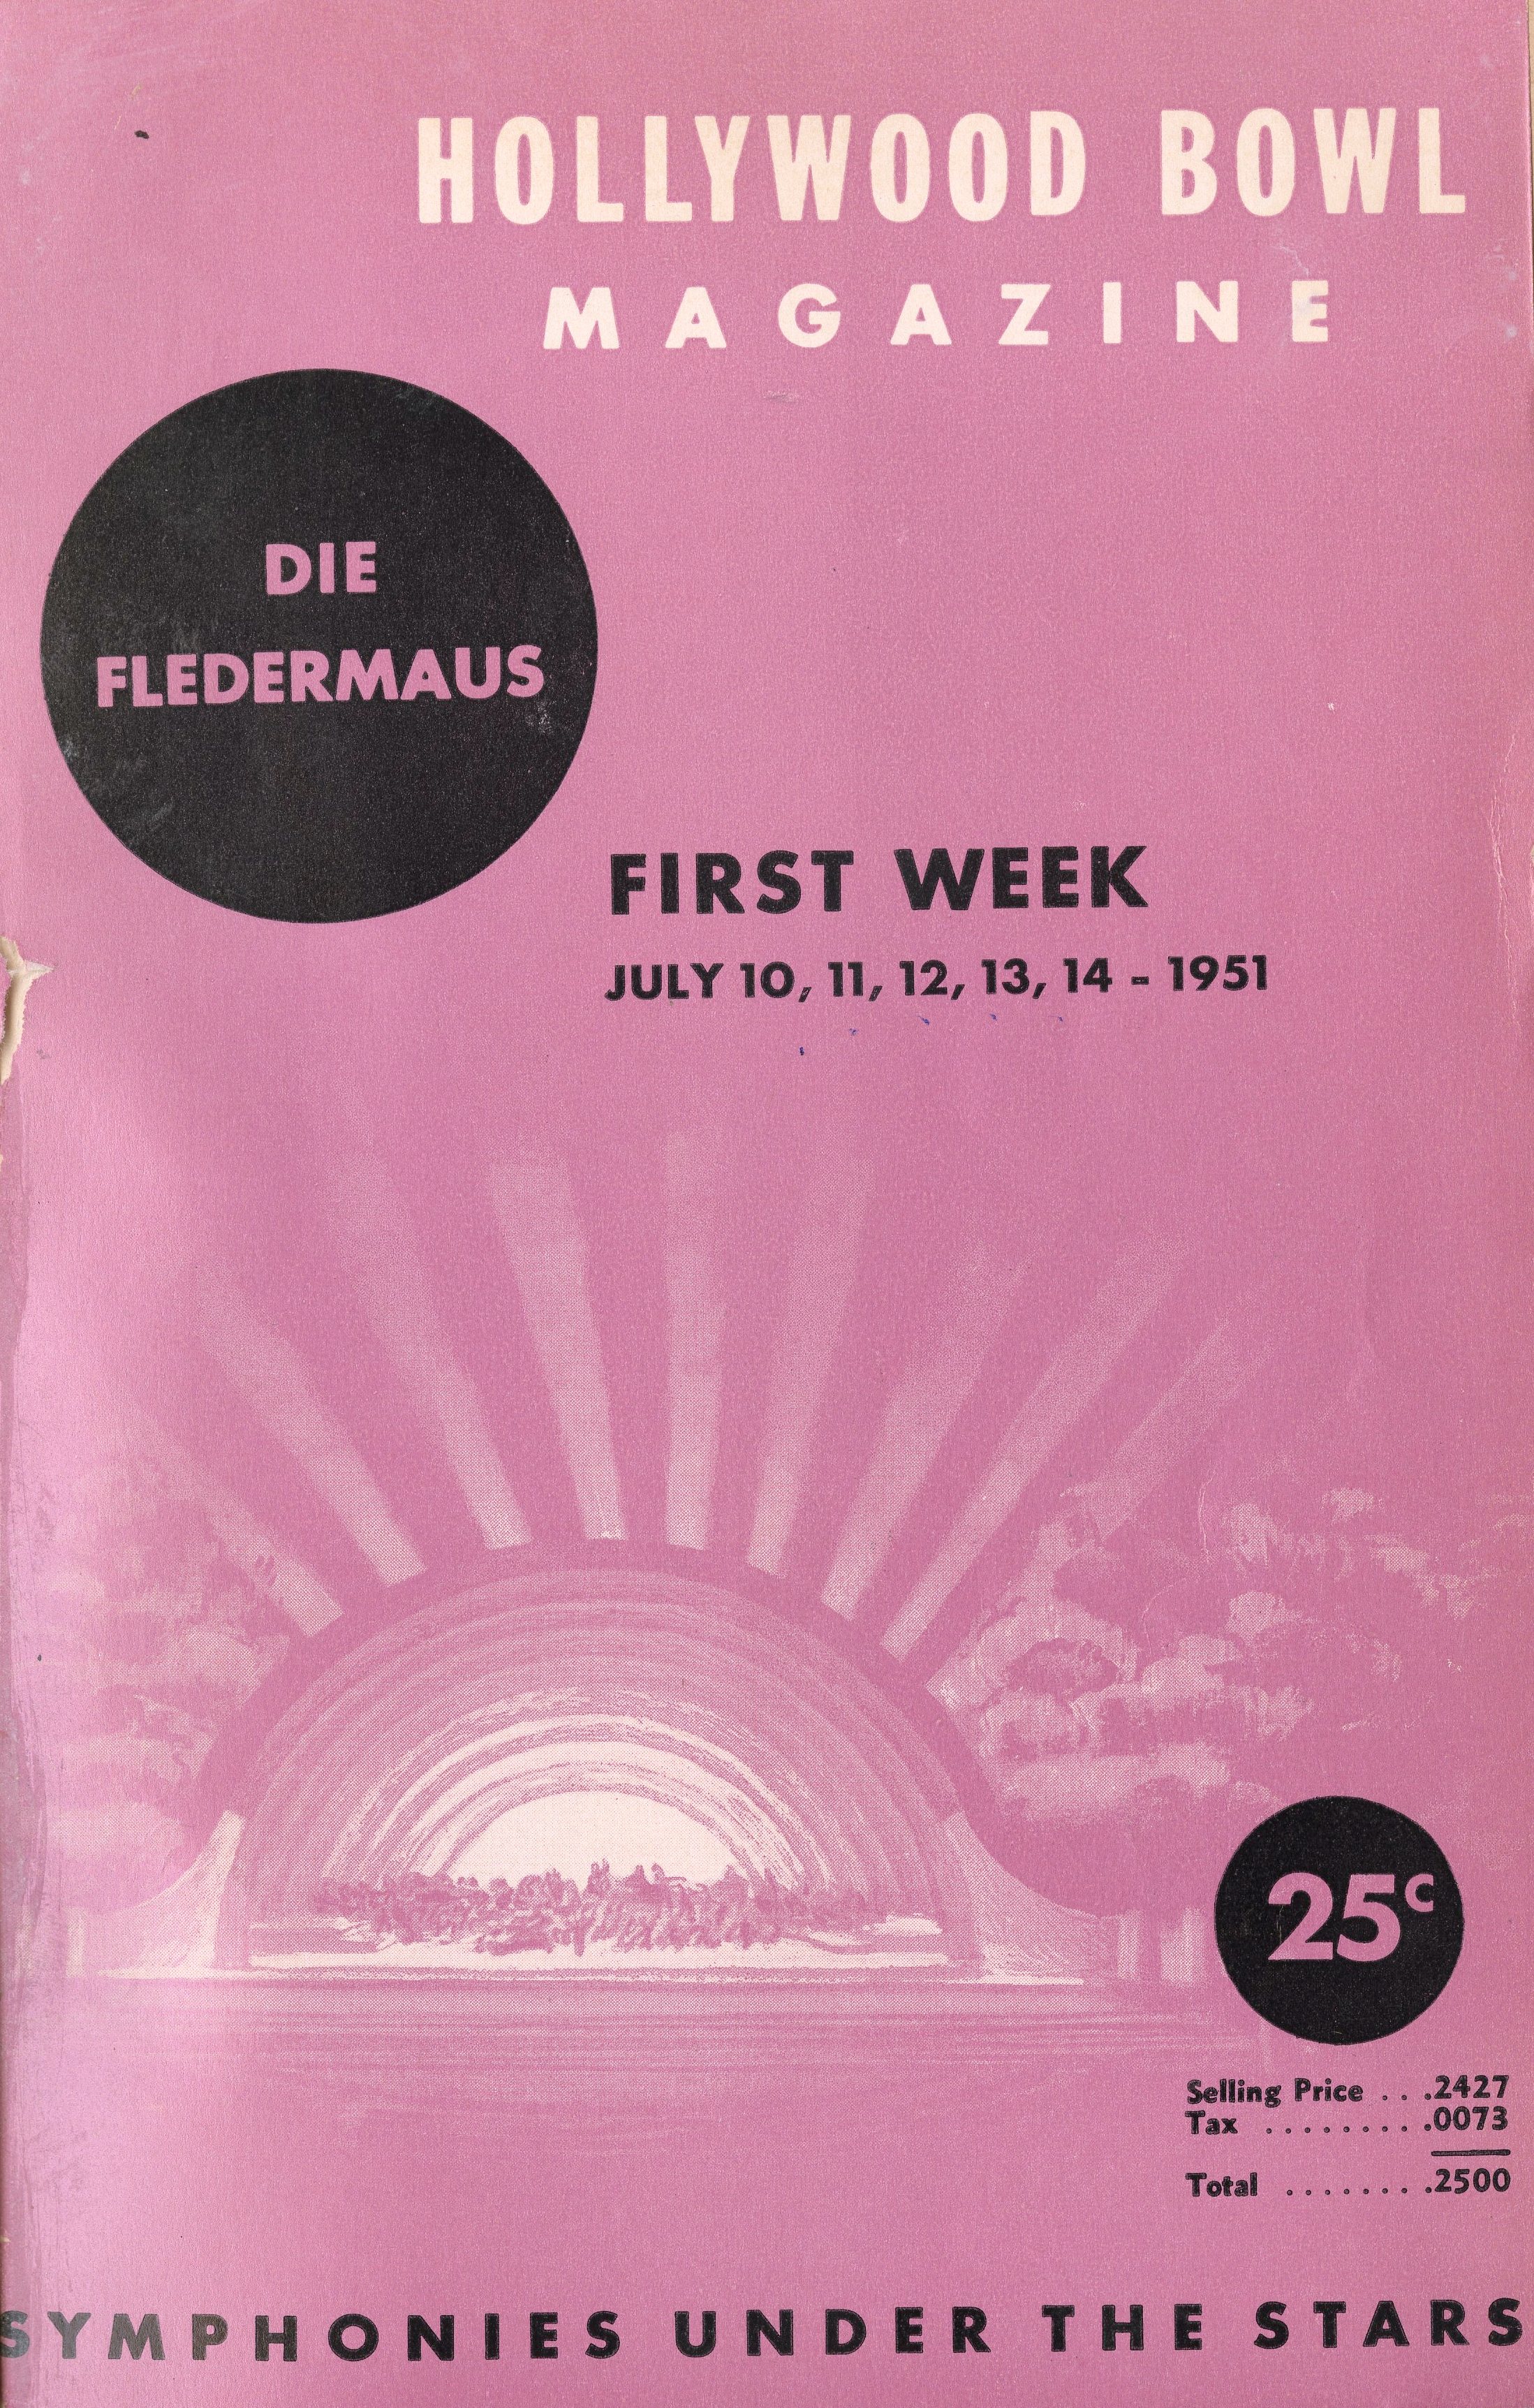 HOLLYWOOD BOWL
MAGAZINE
DIE
FLEDERMAUS
FIRST WEEK
JULY 10, 11, 12, 13, 14 - 1951
25c
Selling Price . . .2427
Tax . . . . . . . . .0073
Total . . . . . . . .2500
SYMPHONIES UNDER THE STARS